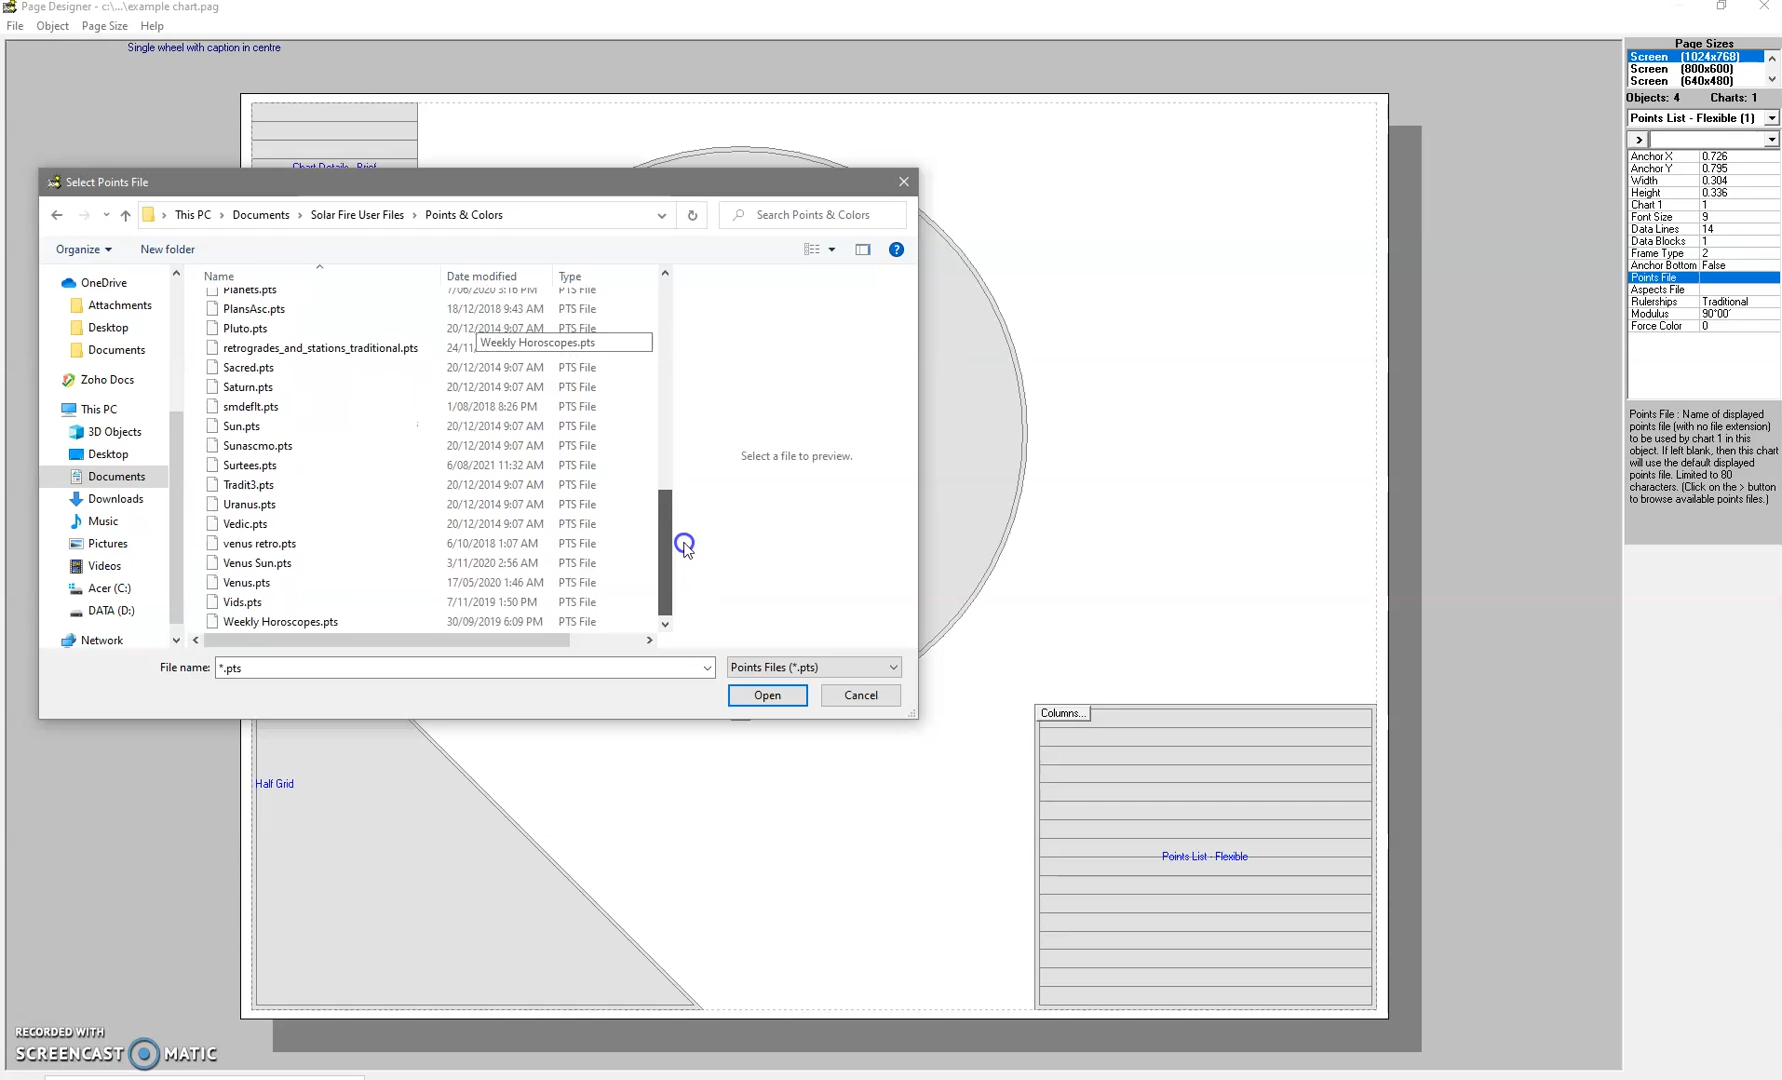 Page Designer - c:\...\example chart.pag
File Object Page Size Help
Single wheel with caption in centre
Chart Details - Brief
Select Points File
This PC > Documents > Solar Fire User Files > Points & Colors
Search Points & Colors
Organize New folder
OneDrive
Attachments
Desktop
Documents
Zoho Docs
This PC
3D Objects
Desktop
Documents
Downloads
Music
Pictures
Videos
Acer (C:)
DATA (D:)
Network
Name Date modified Type
Planets.pts 7/06/2020 3:16 PM PTS File
PlansAsc.pts 18/12/2018 9:43 AM PTS File
Pluto.pts 20/12/2014 9:07 AM PTS File
Weekly Horoscopes.pts
retrogrades_and_stations_traditional.pts 24/11
Sacred.pts 20/12/2014 9:07 AM PTS File
Saturn.pts 20/12/2014 9:07 AM PTS File
smdeflt.pts 1/08/2018 8:26 PM PTS File
Sun.pts 20/12/2014 9:07 AM PTS File
Sunascmo.pts 20/12/2014 9:07 AM PTS File
Surtees.pts 6/08/2021 11:32 AM PTS File
Tradit3.pts 20/12/2014 9:07 AM PTS File
Uranus.pts 20/12/2014 9:07 AM PTS File
Vedic.pts 20/12/2014 9:07 AM PTS File
venus retro.pts 6/10/2018 1:07 AM PTS File
Venus Sun.pts 3/11/2020 2:56 AM PTS File
Venus.pts 17/05/2020 1:46 AM PTS File
Vids.pts 7/11/2019 1:50 PM PTS File
Weekly Horoscopes.pts 30/09/2019 6:09 PM PTS File
Select a file to preview.
File name: *.pts Points Files (*.pts)
Open Cancel
Half Grid
Columns...
Points List - Flexible
Page Sizes
Screen (1024x768)
Screen (800x600)
Screen (640x480)
Objects: 4 Charts: 1
Points List - Flexible (1)
>
Anchor X 0.726
Anchor Y 0.795
Width 0.304
Height 0.336
Chart 1 1
Font Size 9
Data Lines 14
Data Blocks 1
Frame Type 2
Anchor Bottom False
Points File
Aspects File
Rulerships Traditional
Modulus 90°00'
Force Color 0
Points File : Name of displayed
points file (with no file extension)
to be used by chart 1 in this
object. If left blank, then this chart
will use the default displayed
points file. Limited to 80
characters. (Click on the > button
to browse available points files.)
RECORDED WITH
SCREENCAST MATIC